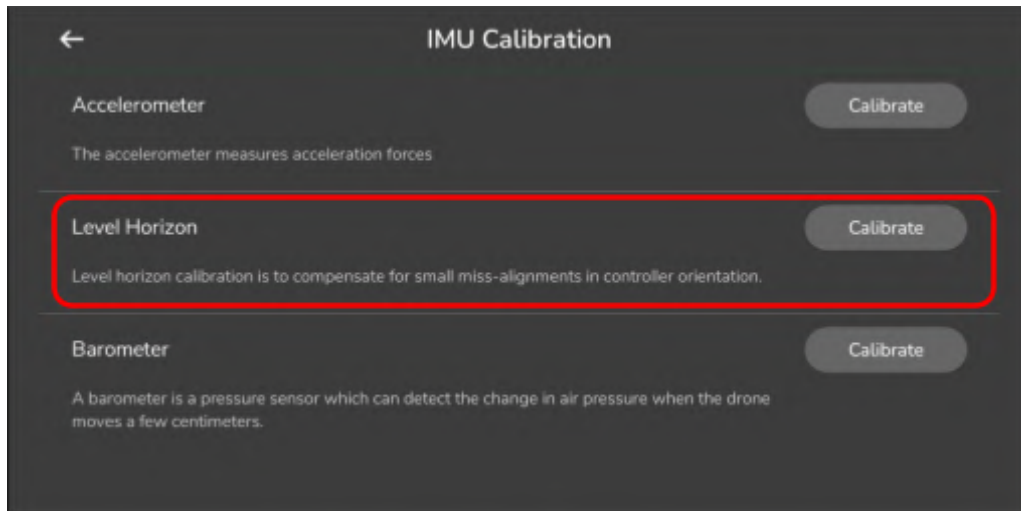 IMU Calibration
Accelerometer
Calibrate
The accelerometer measures acceleration forces
Level Horizon
Calibrate
Level horizon calibration is to compensate for small miss-alignments in controller orientation.
Barometer
Calibrate
A barometer is a pressure sensor which can detect the change in air pressure when the drone
moves a few centimeters.